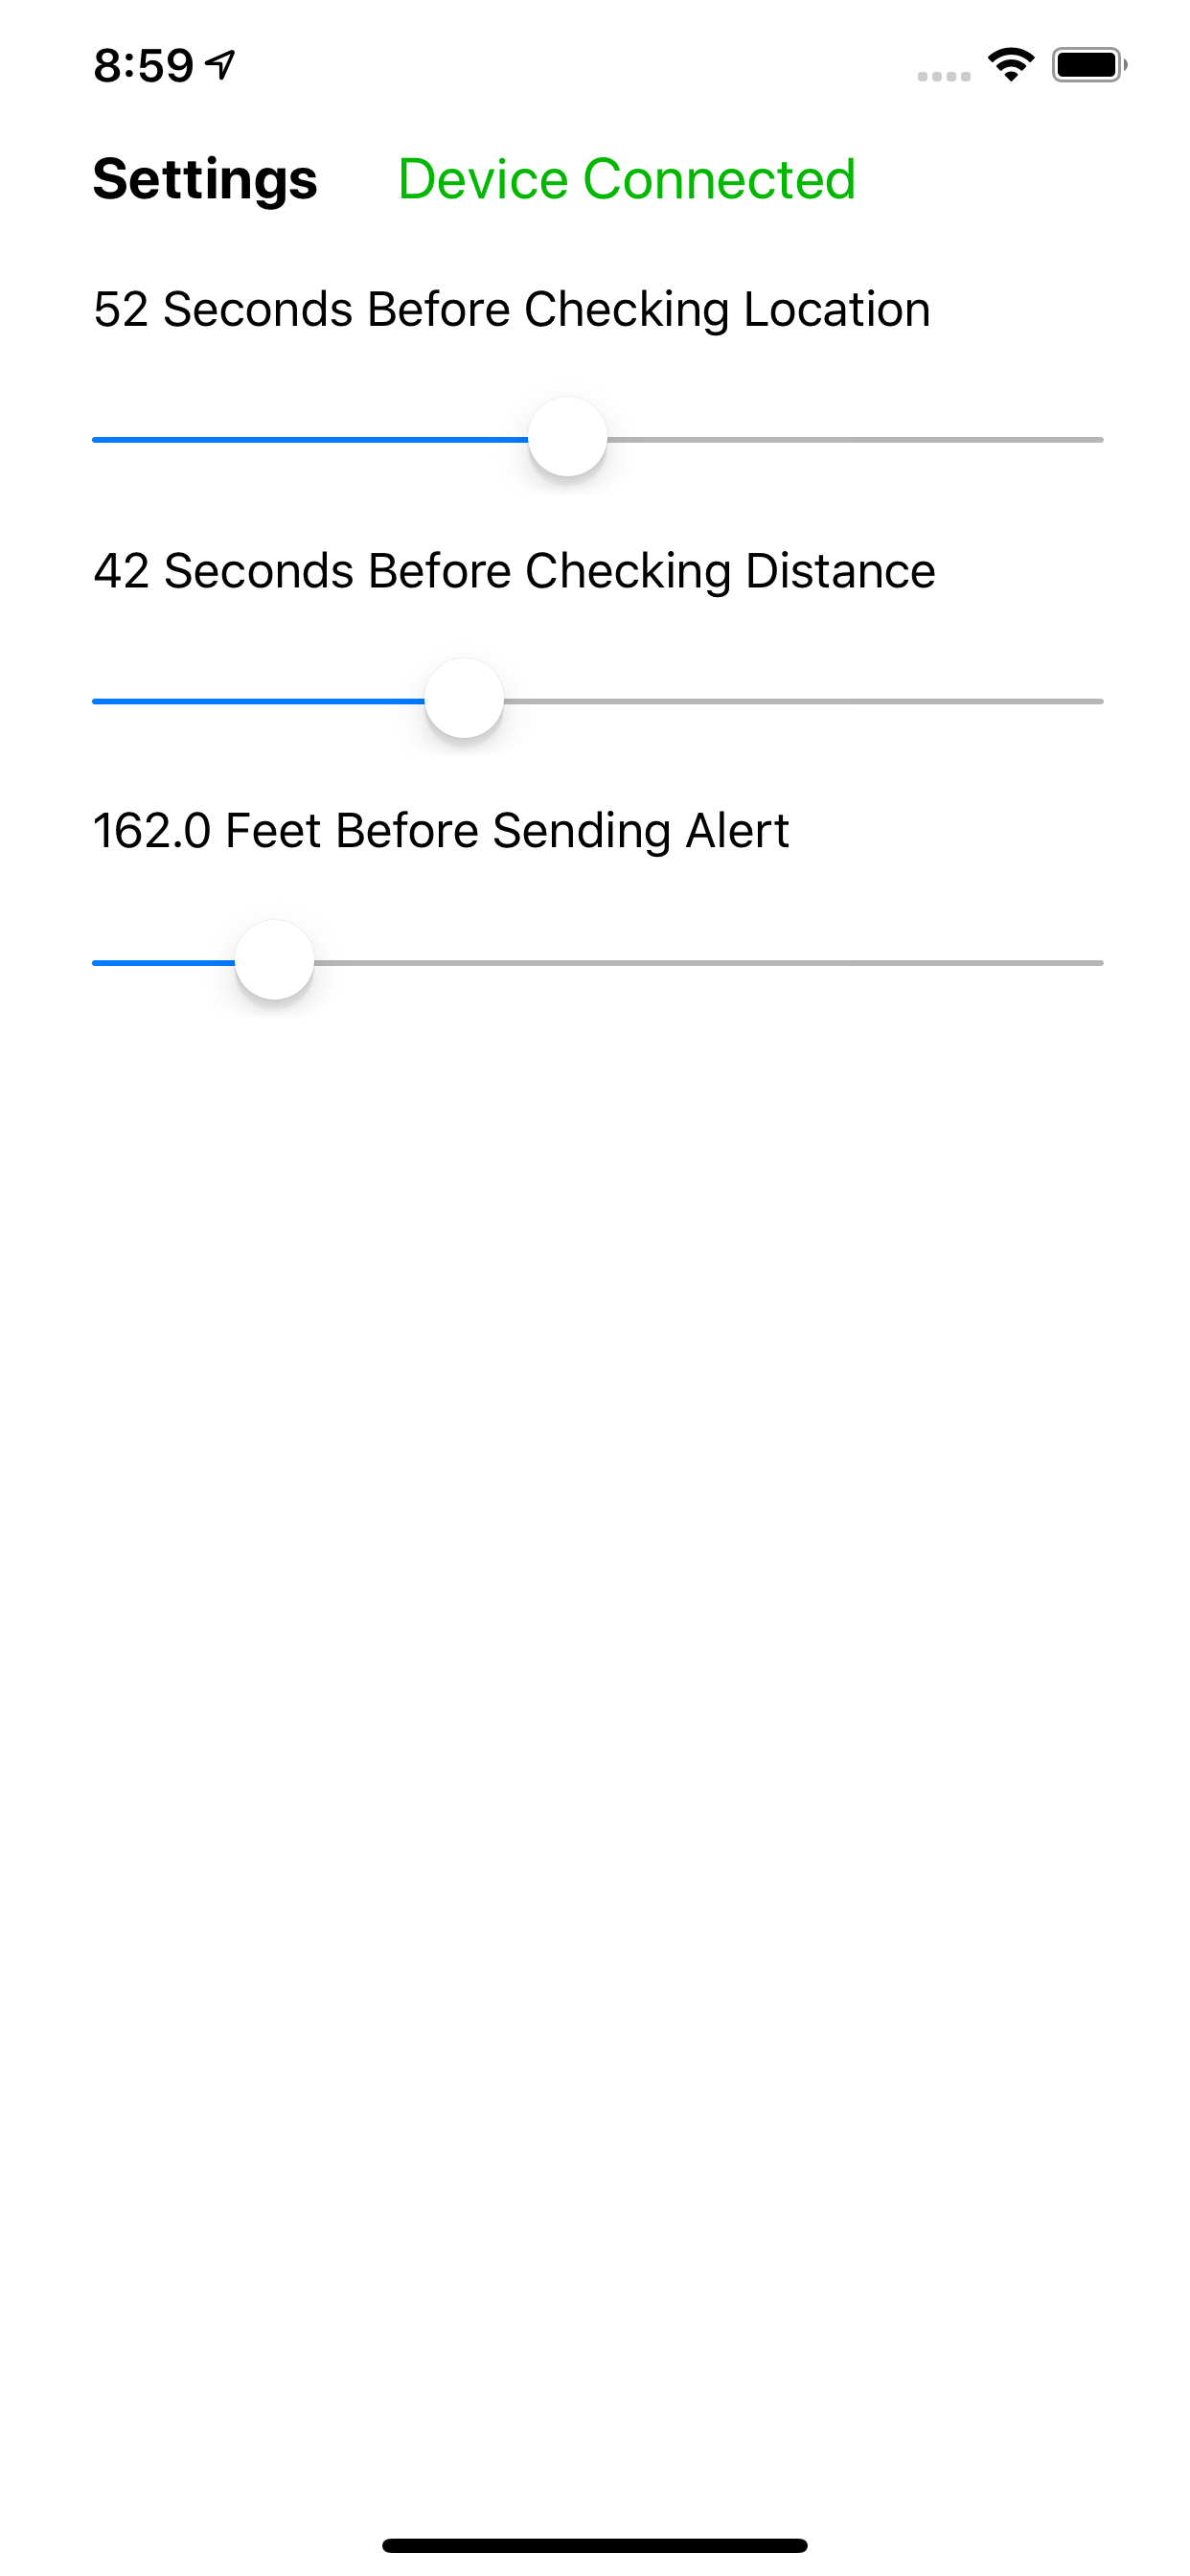 8:59
Settings Device Connected
52 Seconds Before Checking Location
42 Seconds Before Checking Distance
162.0 Feet Before Sending Alert